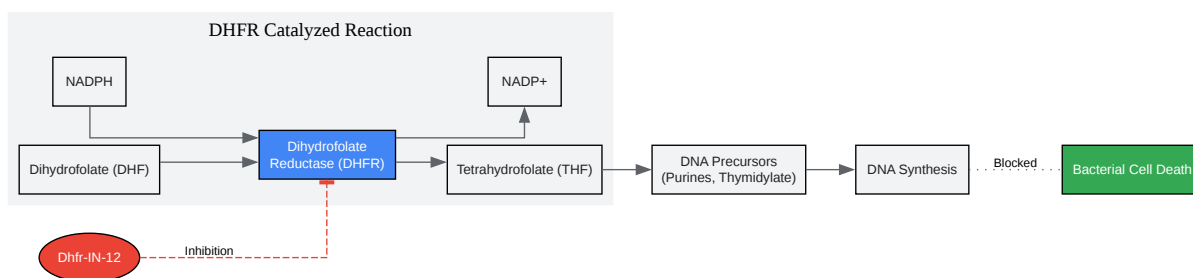 DHFR Catalyzed Reaction
NADPH
NADP+
Dihydrofolate (DHF)
Dihydrofolate
Reductase (DHFR)
Tetrahydrofolate (THF)
DNA Precursors
(Purines, Thymidylate)
DNA Synthesis
Blocked
Bacterial Cell Death
Dhfr-IN-12
Inhibition